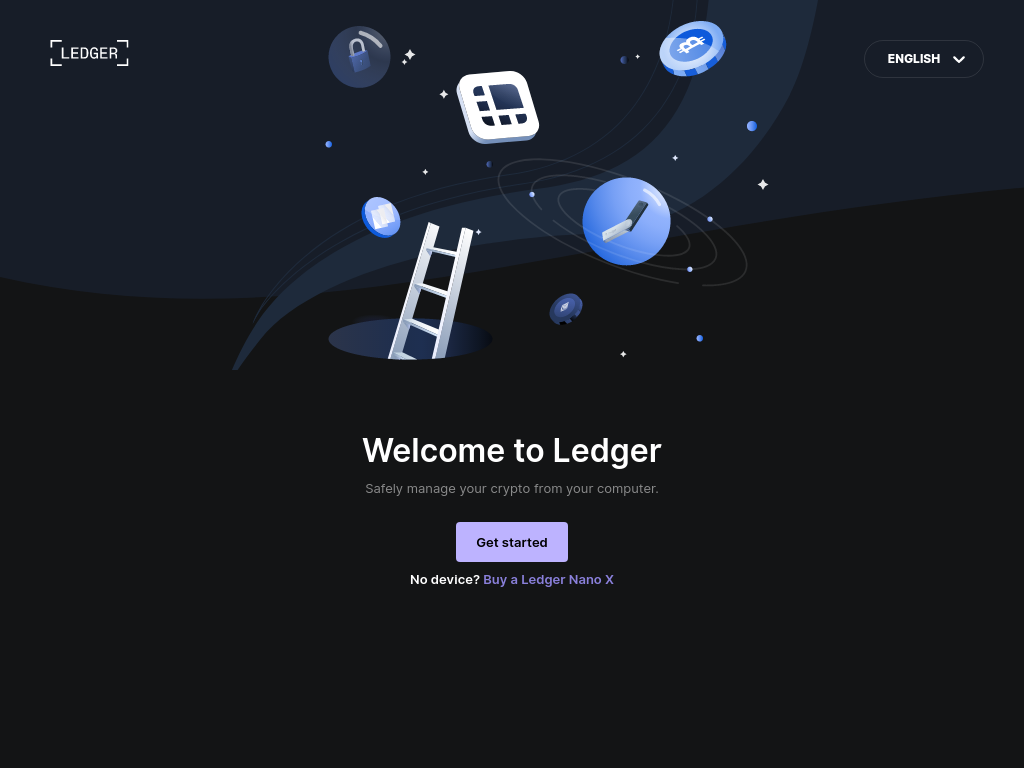 LEDGER
ENGLISH
Welcome to Ledger
Safely manage your crypto from your computer.
Get started
No device? Buy a Ledger Nano X